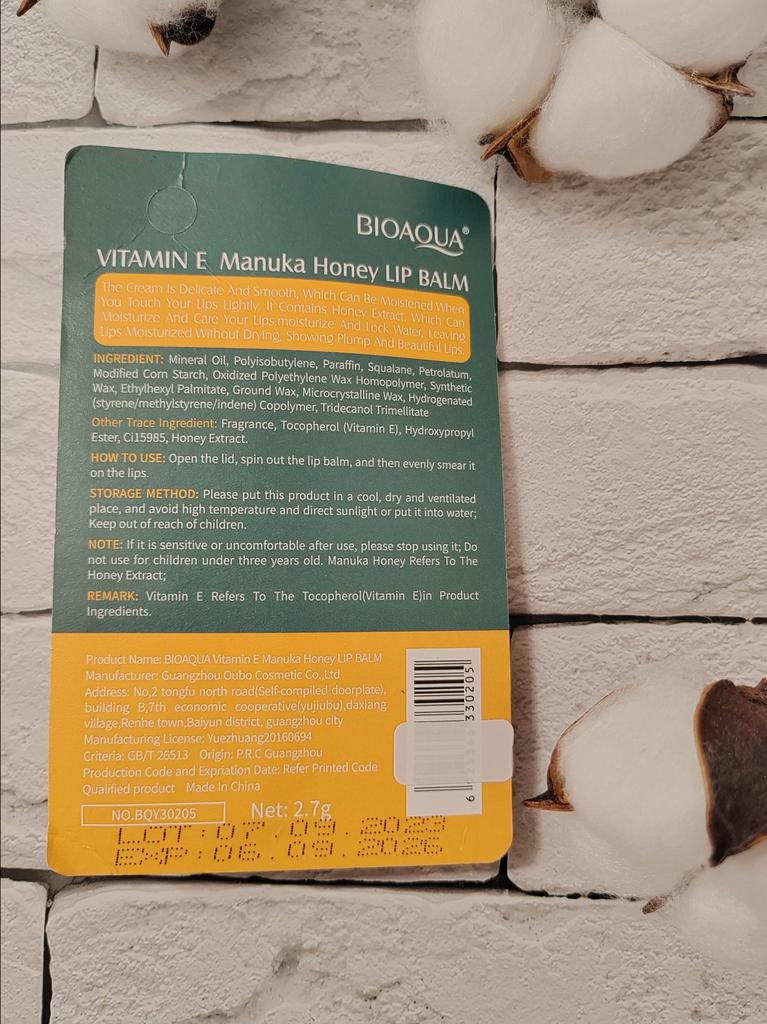 BIOAQUA®
VITAMIN E Manuka Honey LIP BALM
The Cream Is Delicate And Smooth, Which Can Be Moistened When
You Touch Your Lips Lightly. It Contains Honey Extract, Which Can
Moisturize And Care Your Lips,moisturize And Lock Water, Leaving
Lips Moisturized Without Drying, Showing Plump And Beautiful Lips.
INGREDIENT: Mineral Oil, Polyisobutylene, Paraffin, Squalane, Petrolatum,
Modified Corn Starch, Oxidized Polyethylene Wax Homopolymer, Synthetic
Wax, Ethylhexyl Palmitate, Ground Wax, Microcrystalline Wax, Hydrogenated
(styrene/methylstyrene/indene) Copolymer, Tridecanol Trimellitate
Other Trace Ingredient: Fragrance, Tocopherol (Vitamin E), Hydroxypropyl
Ester, Ci15985, Honey Extract.
HOW TO USE: Open the lid, spin out the lip balm, and then evenly smear it
on the lips.
STORAGE METHOD: Please put this product in a cool, dry and ventilated
place, and avoid high temperature and direct sunlight or put it into water;
Keep out of reach of children.
NOTE: If it is sensitive or uncomfortable after use, please stop using it; Do
not use for children under three years old. Manuka Honey Refers To The
Honey Extract;
REMARK: Vitamin E Refers To The Tocopherol(Vitamin E)in Product
Ingredients.
Product Name: BIOAQUA Vitamin E Manuka Honey LIP BALM
Manufacturer: Guangzhou Oubo Cosmetic Co.,Ltd
Address: No,2 tongfu north road(Self-compiled doorplate),
building B,7th economic cooperative(yujiubu),daxiang
village,Renhe town,Baiyun district, guangzhou city
Manufacturing License: Yuezhuang20160694
Criteria: GB/T 26513 Origin: P.R.C Guangzhou
Production Code and Expriation Date: Refer Printed Code
Qualified product Made In China
NO.BQY30205
Net: 2.7g
LOT:07.09.2023
EXP:06.09.2026
6
330205